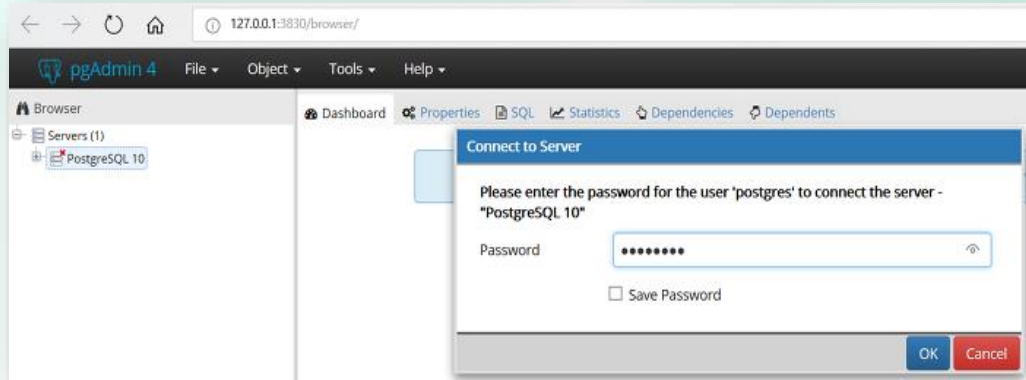 127.0.0.1:3830/browser/
pgAdmin 4 File Object Tools Help
Browser
Dashboard Properties SQL Statistics Dependencies Dependents
Servers (1)
PostgreSQL 10
Connect to Server
Please enter the password for the user 'postgres' to connect the server -
"PostgreSQL 10"
Password ••••••••
Save Password
OK Cancel